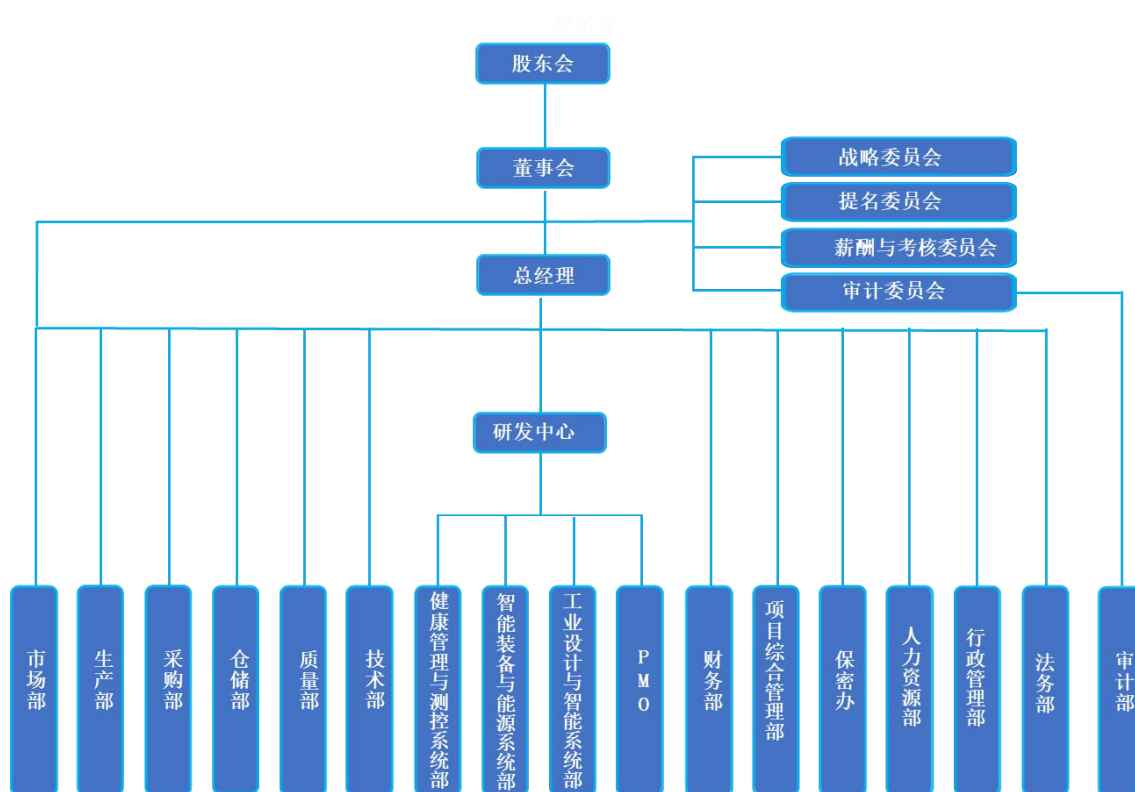 股东会
股东会
董事会
战略委员会
提名委员会
薪酬与考核委员会
总经理
审计委员会
研发中心
市场部
生产部
采购部
仓储部
质量部
技术部
健康管理与测控系统部
智能装备与能源系统部
工业设计与智能系统部
PMO
财务部
项目综合管理部
保密办
人力资源部
行政管理部
法务部
审计部